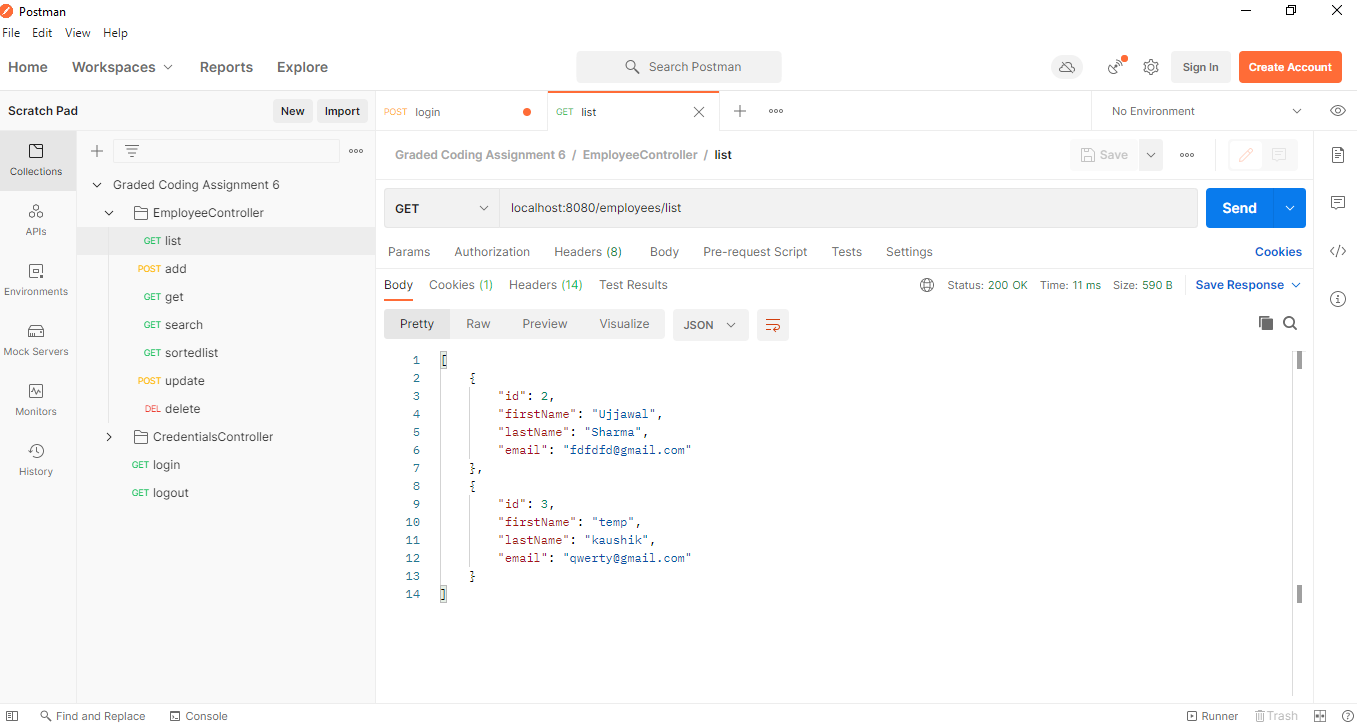 Postman
File Edit View Help
Home Workspaces Reports Explore Search Postman Sign In Create Account
Scratch Pad New Import POST login GET list No Environment
Collections
APIs
Environments
Mock Servers
Monitors
History
Graded Coding Assignment 6
EmployeeController
GET list
POST add
GET get
GET search
GET sortedlist
POST update
DEL delete
CredentialsController
GET login
GET logout
Graded Coding Assignment 6 / EmployeeController / list Save
GET localhost:8080/employees/list Send
Params Authorization Headers (8) Body Pre-request Script Tests Settings Cookies
Body Cookies (1) Headers (14) Test Results Status: 200 OK Time: 11 ms Size: 590 B Save Response
Pretty Raw Preview Visualize JSON
1 [
2 {
3 "id": 2,
4 "firstName": "Ujjawal",
5 "lastName": "Sharma",
6 "email": "fdfdfd@gmail.com"
7 },
8 {
9 "id": 3,
10 "firstName": "temp",
11 "lastName": "kaushik",
12 "email": "qwerty@gmail.com"
13 }
14 ]
Find and Replace Console Runner Trash